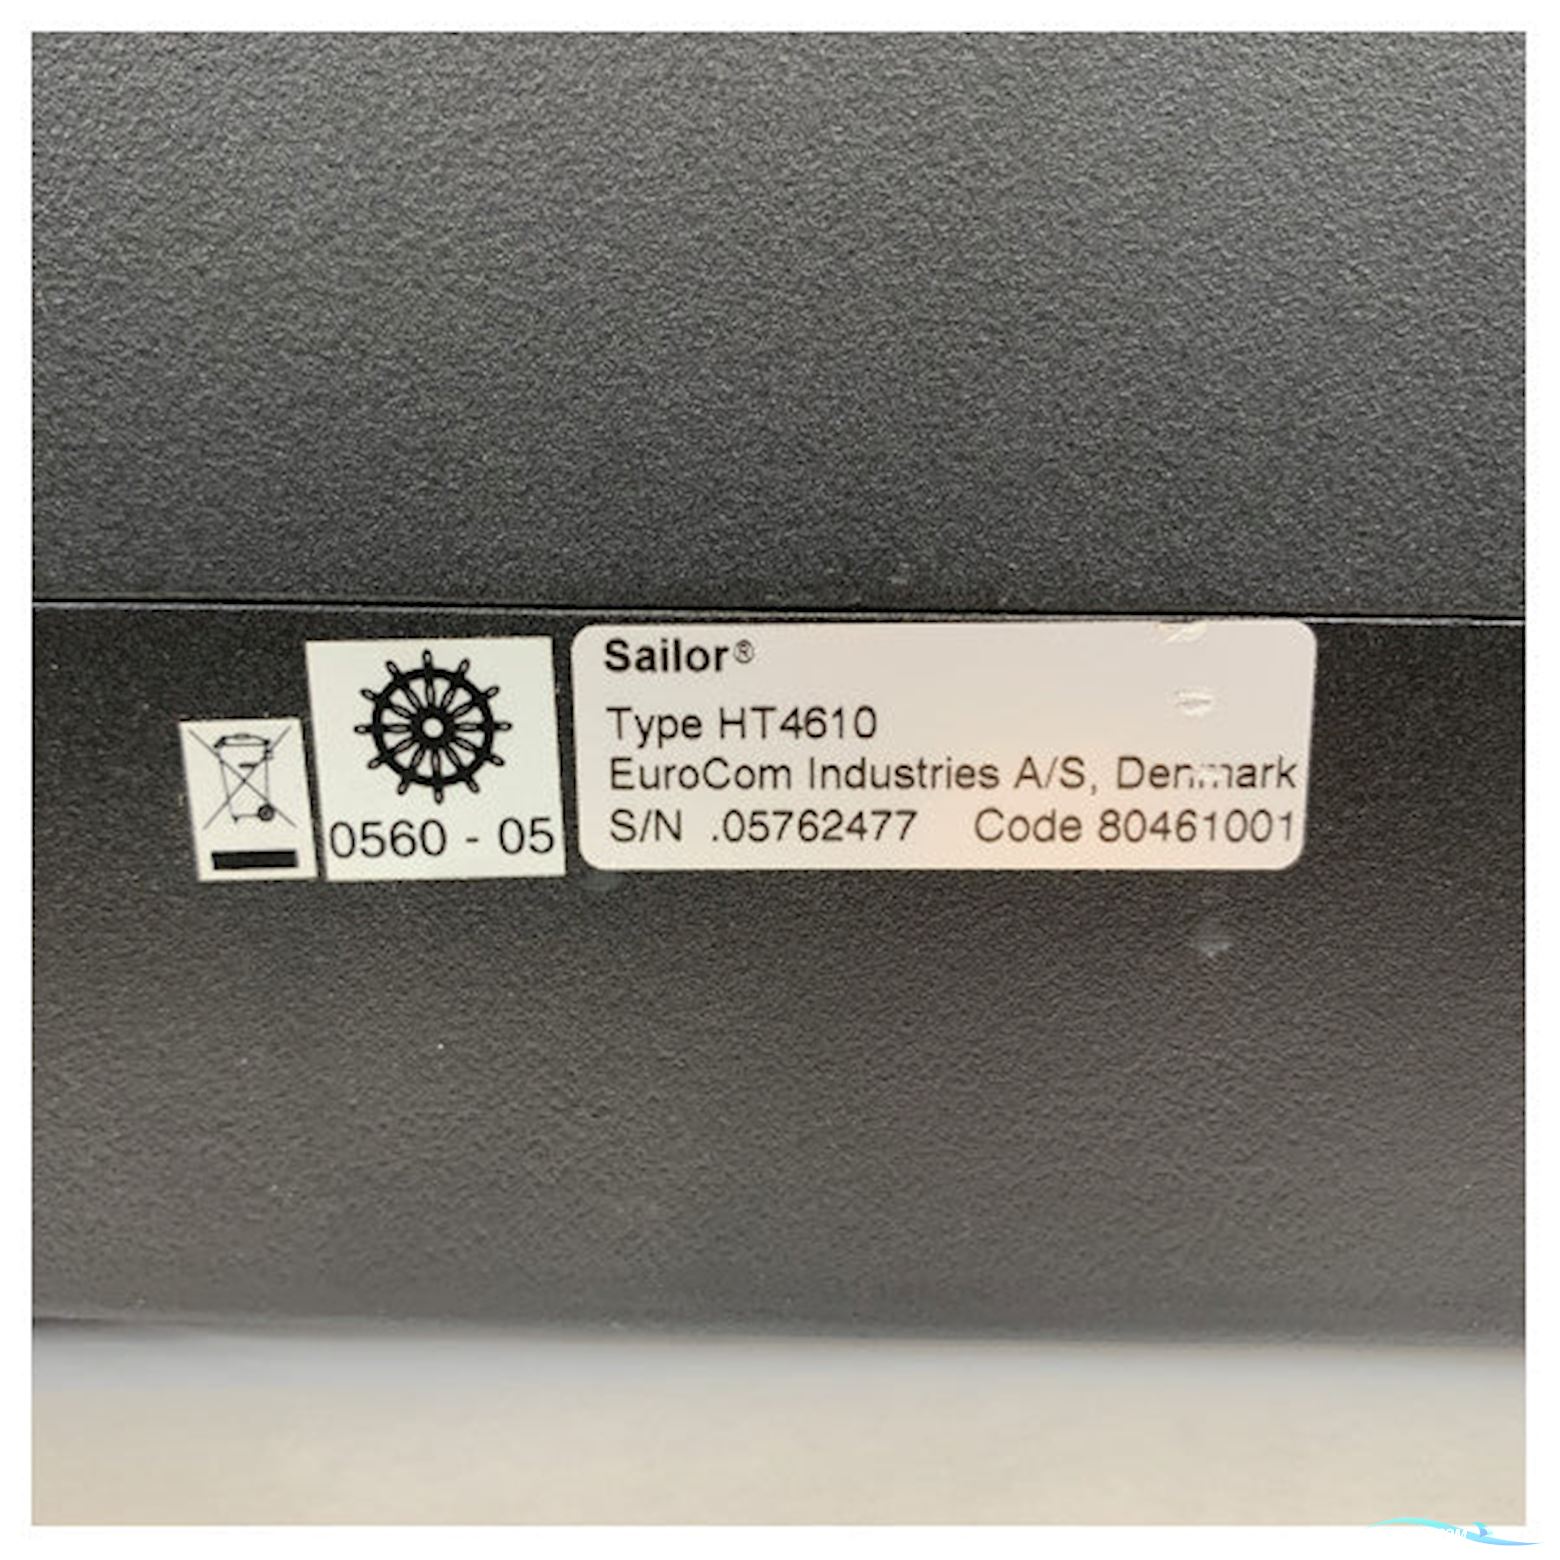 Sailor®
Type HT4610
EuroCom Industries A/S, Denmark
S/N .05762477 Code 80461001
0560 - 05